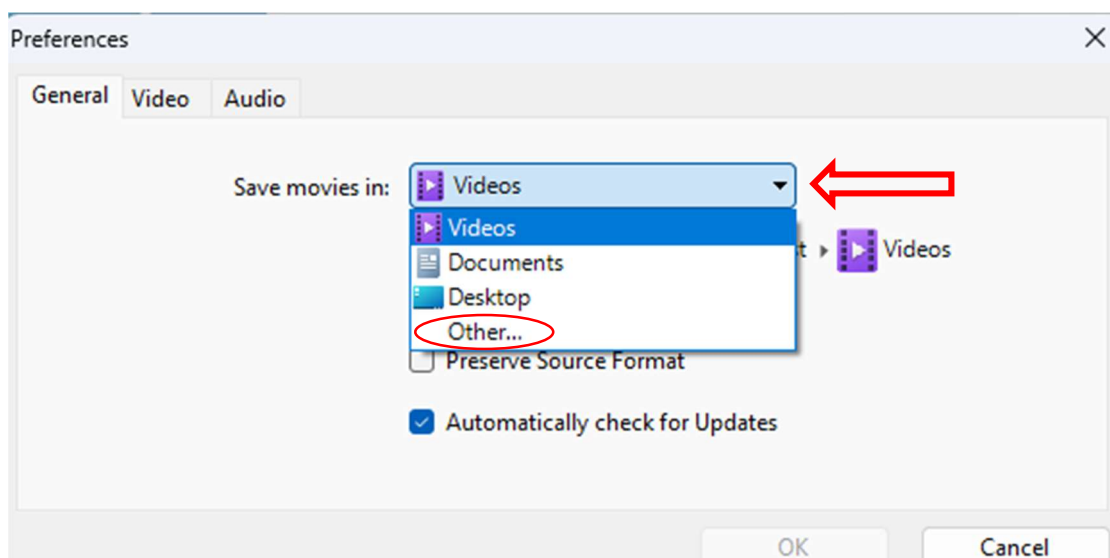 Preferences
General Video Audio
Save movies in: Videos
Videos
Videos
Documents
Desktop
Other...
Preserve Source Format
Automatically check for Updates
OK Cancel